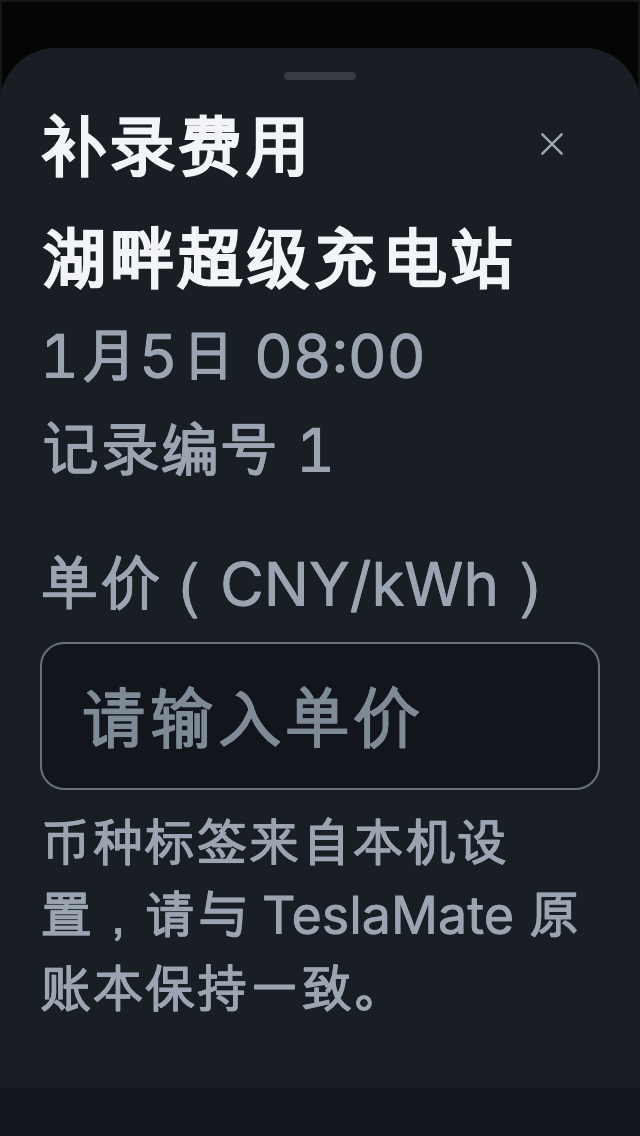 补录费用
湖畔超级充电站
1月5日 08:00
记录编号 1
单价（CNY/kWh）
请输入单价
币种标签来自本机设
置，请与 TeslaMate 原
账本保持一致。